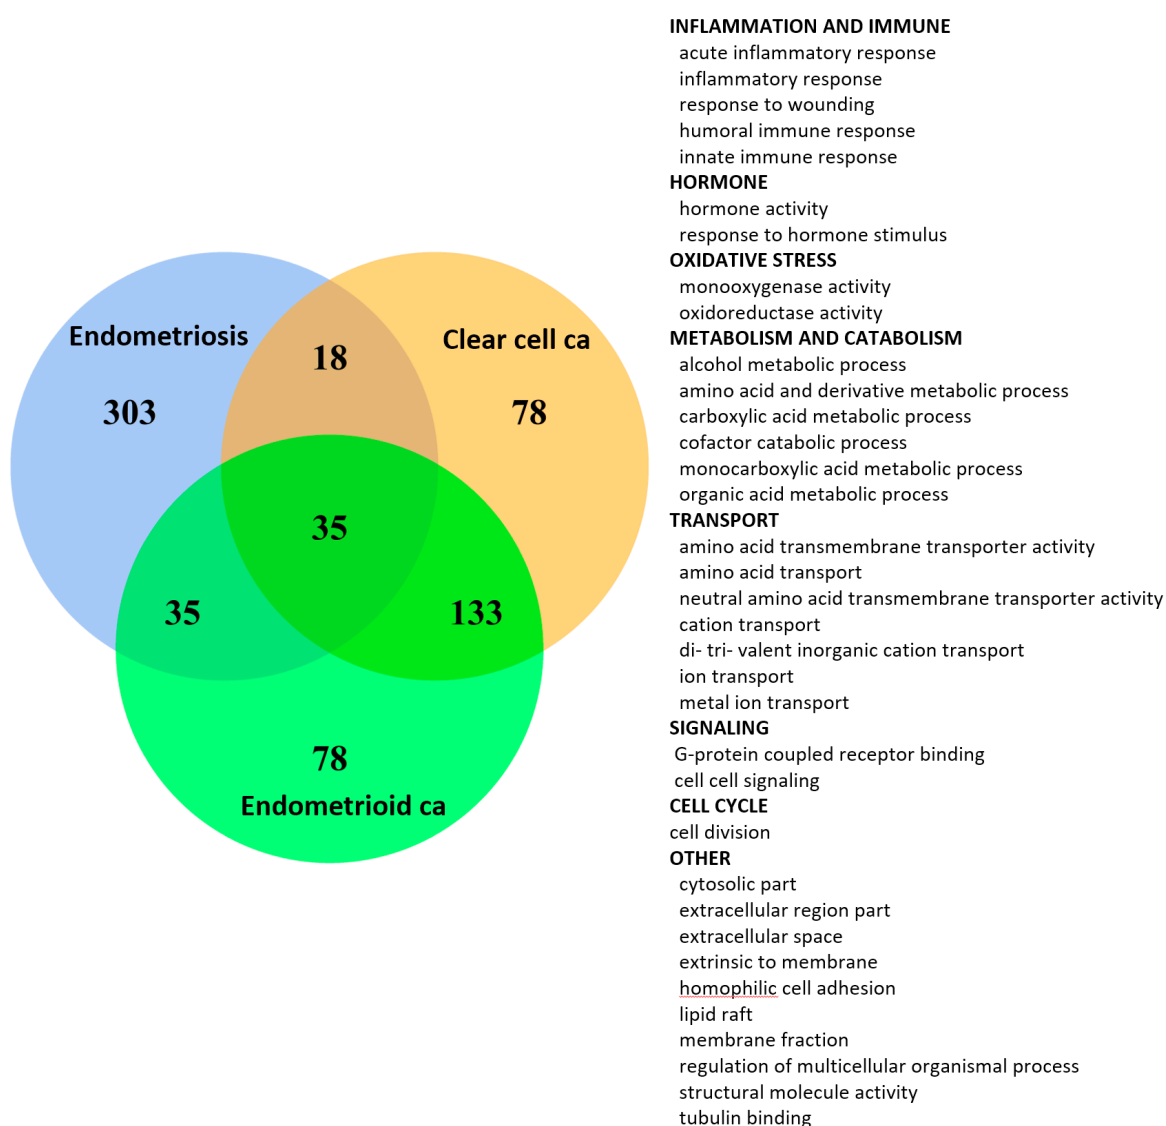 Endometriosis
Clear cell ca
18
303
78
35
35
133
78
Endometrioid ca
INFLAMMATION AND IMMUNE
acute inflammatory response
inflammatory response
response to wounding
humoral immune response
innate immune response
HORMONE
hormone activity
response to hormone stimulus
OXIDATIVE STRESS
monooxygenase activity
oxidoreductase activity
METABOLISM AND CATABOLISM
alcohol metabolic process
amino acid and derivative metabolic process
carboxylic acid metabolic process
cofactor catabolic process
monocarboxylic acid metabolic process
organic acid metabolic process
TRANSPORT
amino acid transmembrane transporter activity
amino acid transport
neutral amino acid transmembrane transporter activity
cation transport
di- tri- valent inorganic cation transport
ion transport
metal ion transport
SIGNALING
G-protein coupled receptor binding
cell cell signaling
CELL CYCLE
cell division
OTHER
cytosolic part
extracellular region part
extracellular space
extrinsic to membrane
homophilic cell adhesion
lipid raft
membrane fraction
regulation of multicellular organismal process
structural molecule activity
tubulin binding